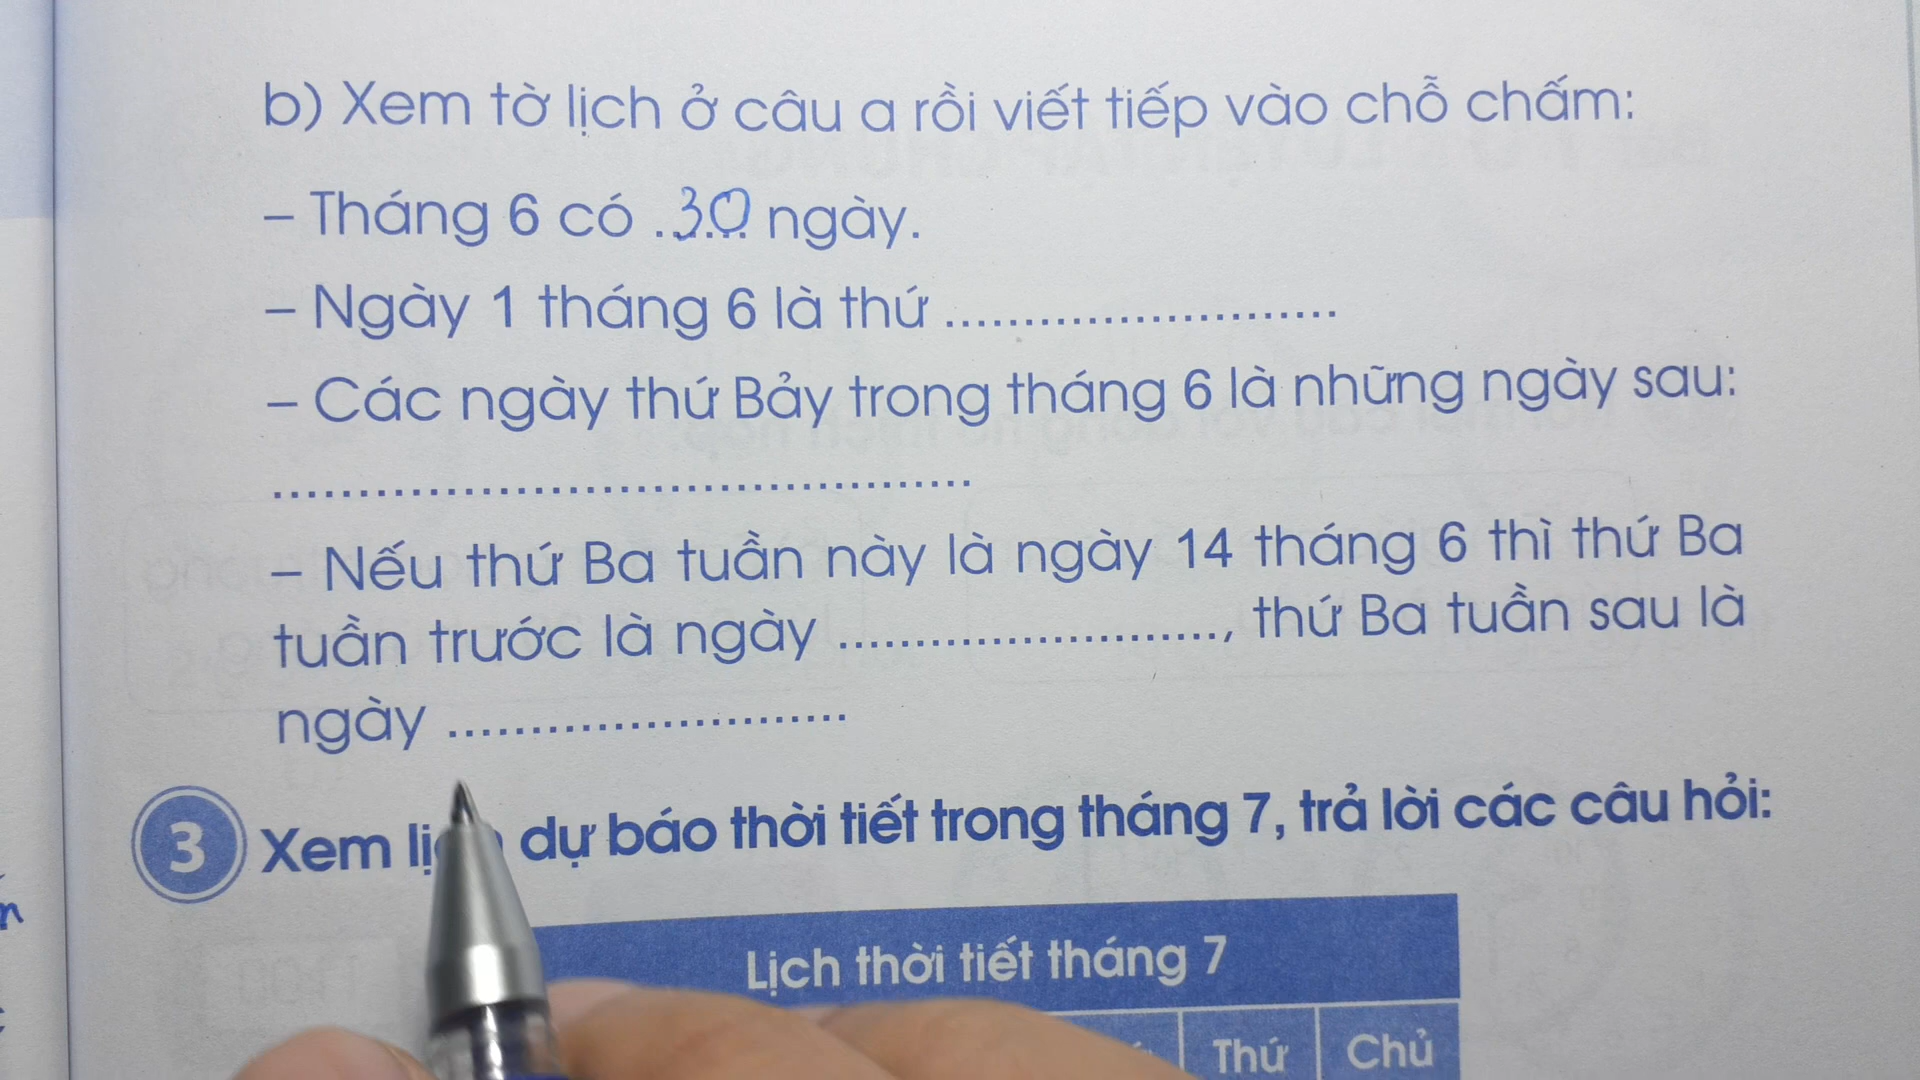 b) Xem tờ lịch ở câu a rồi viết tiếp vào chỗ chấm:
– Tháng 6 có ..30.. ngày.
– Ngày 1 tháng 6 là thứ ..........................
– Các ngày thứ Bảy trong tháng 6 là những ngày sau:
.............................................
– Nếu thứ Ba tuần này là ngày 14 tháng 6 thì thứ Ba
tuần trước là ngày ........................., thứ Ba tuần sau là
ngày ..........................
3 Xem dự báo thời tiết trong tháng 7, trả lời các câu hỏi:
Lịch thời tiết tháng 7
Thứ Chủ